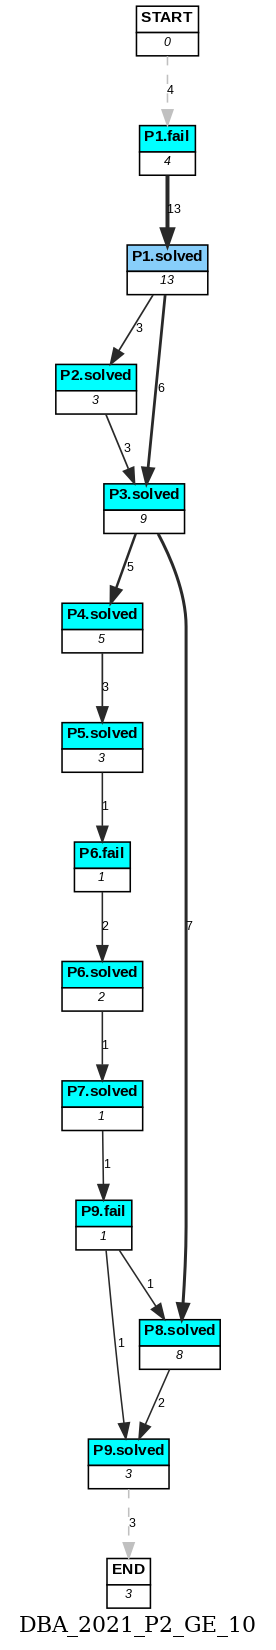 START
0
4
P1.fail
4
13
P1.solved
13
3
6
P2.solved
3
3
P3.solved
9
5
7
P4.solved
5
3
P5.solved
3
1
P6.fail
1
2
P6.solved
2
1
P7.solved
1
1
P9.fail
1
1
1
P8.solved
8
2
P9.solved
3
3
END
3
DBA_2021_P2_GE_10